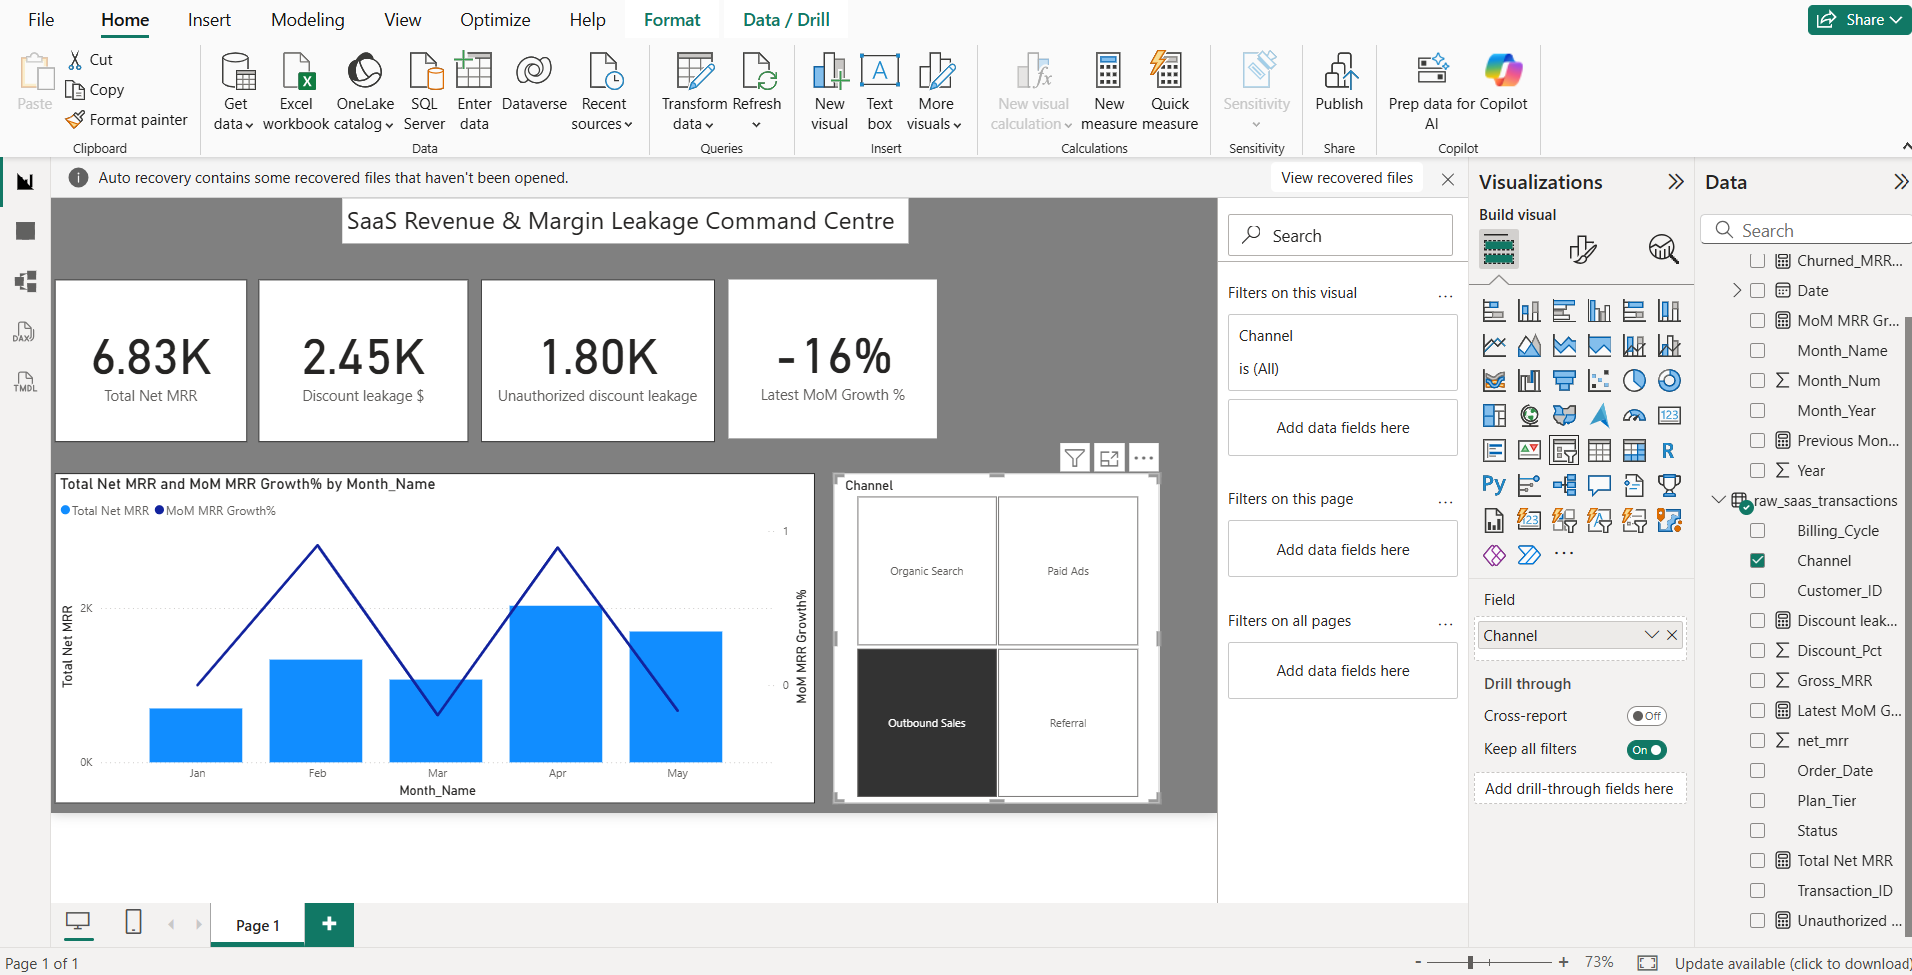 File
Home
Insert
Modeling
View
Optimize
Help
Format
Data / Drill
Share
Paste
Cut
Copy
Format painter
Clipboard
Get data
Excel workbook
OneLake catalog
SQL Server
Enter data
Dataverse
Recent sources
Data
Transform data
Refresh
Queries
New visual
Text box
More visuals
Insert
New visual calculation
New measure
Quick measure
Calculations
Sensitivity
Sensitivity
Publish
Share
Prep data for AI
Copilot
Copilot
Auto recovery contains some recovered files that haven't been opened.
View recovered files
DAX
TMDL
SaaS Revenue & Margin Leakage Command Centre
6.83K
Total Net MRR
2.45K
Discount leakage $
1.80K
Unauthorized discount leakage
-16%
Latest MoM Growth %
Total Net MRR and MoM MRR Growth% by Month_Name
Total Net MRR
MoM MRR Growth%
Total Net MRR
2K
0K
Jan
Feb
Mar
Apr
May
Month_Name
1
0
MoM MRR Growth%
Channel
Organic Search
Paid Ads
Outbound Sales
Referral
Search
Filters on this visual
...
Channel
is (All)
Add data fields here
Filters on this page
...
Add data fields here
Filters on all pages
...
Add data fields here
Visualizations
Build visual
123
R
Py
123
...
Field
Channel
Drill through
Cross-report
Off
Keep all filters
On
Add drill-through fields here
Data
Search
Churned_MRR...
Date
MoM MRR Gr...
Month_Name
Month_Num
Month_Year
Previous Mon...
Year
raw_saas_transactions
Billing_Cycle
Channel
Customer_ID
Discount leak...
Discount_Pct
Gross_MRR
Latest MoM G...
net_mrr
Order_Date
Plan_Tier
Status
Total Net MRR
Transaction_ID
Unauthorized ...
Page 1
+
Page 1 of 1
-
+
73%
Update available (click to download)